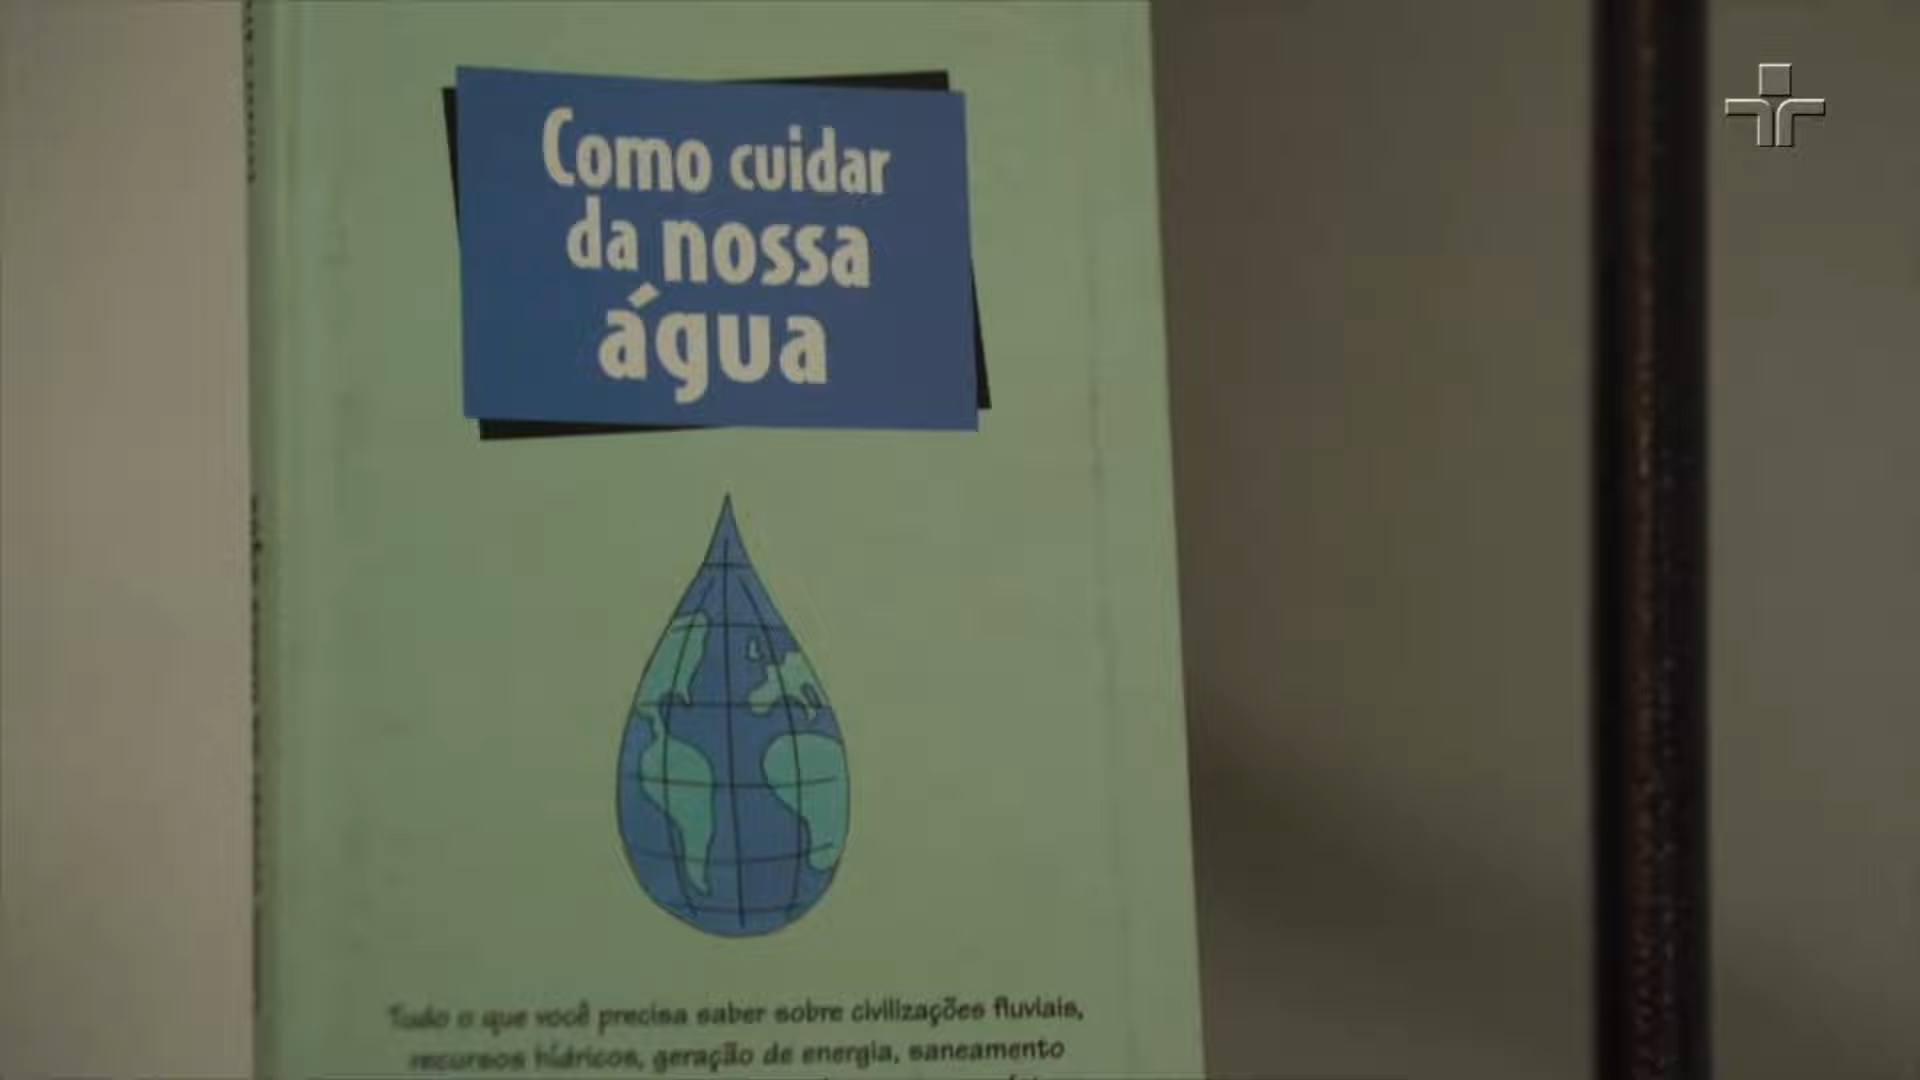 Como cuidar
da nossa
água
Tudo o que você precisa saber sobre civilizações fluviais,
recursos hídricos, geração de energia, saneamento